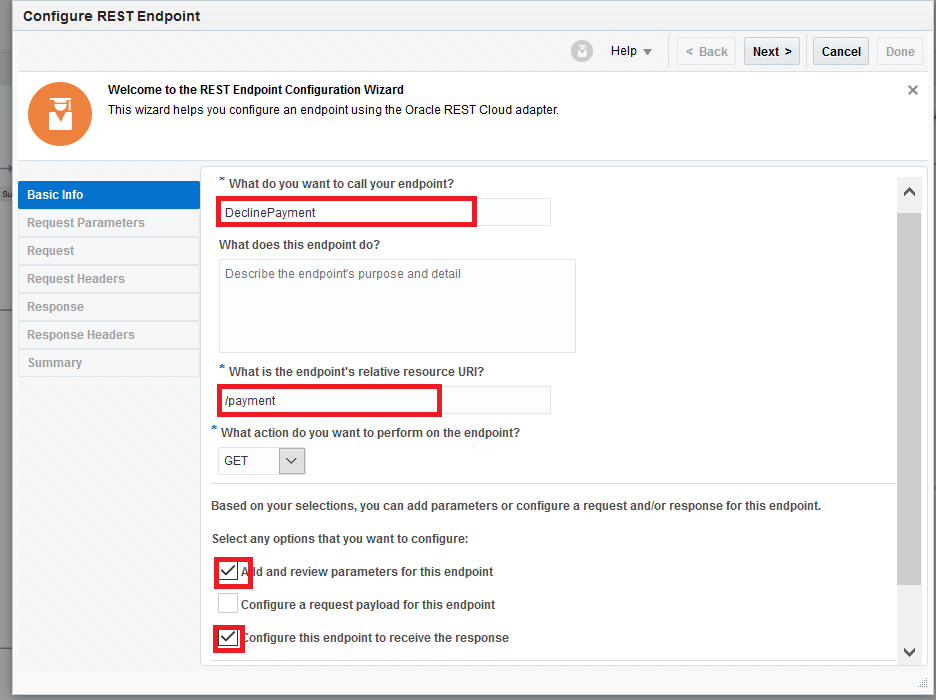 Configure REST Endpoint
Help
< Back
Next >
Cancel
Done
Welcome to the REST Endpoint Configuration Wizard
This wizard helps you configure an endpoint using the Oracle REST Cloud adapter.
Su
Basic Info
Request Parameters
Request
Request Headers
Response
Response Headers
Summary
* What do you want to call your endpoint?
DeclinePayment
What does this endpoint do?
Describe the endpoint's purpose and detail
* What is the endpoint's relative resource URI?
/payment
* What action do you want to perform on the endpoint?
GET
Based on your selections, you can add parameters or configure a request and/or response for this endpoint.
Select any options that you want to configure:
Add and review parameters for this endpoint
Configure a request payload for this endpoint
Configure this endpoint to receive the response